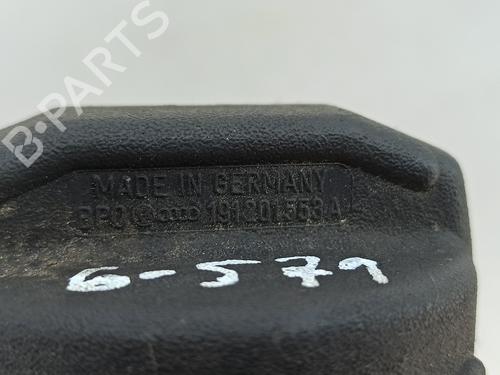 B-PARTS
MADE IN GERMANY
191 201 553 A
6-579